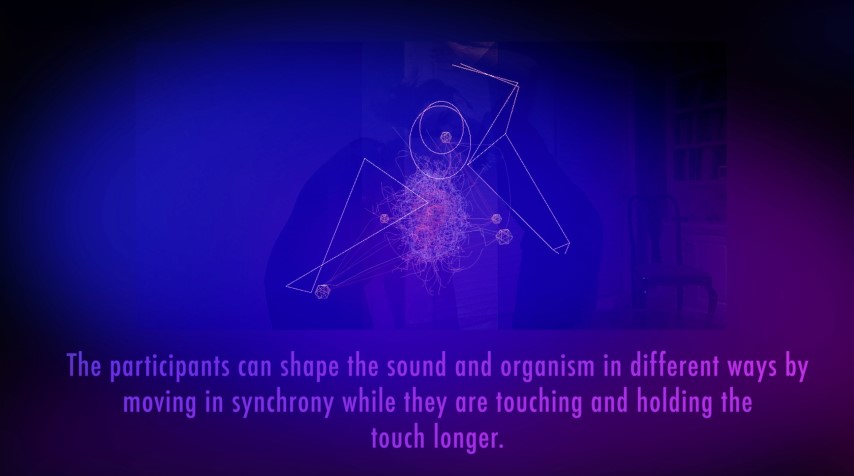 The participants can shape the sound and organism in different ways by
moving in synchrony while they are touching and holding the
touch longer.